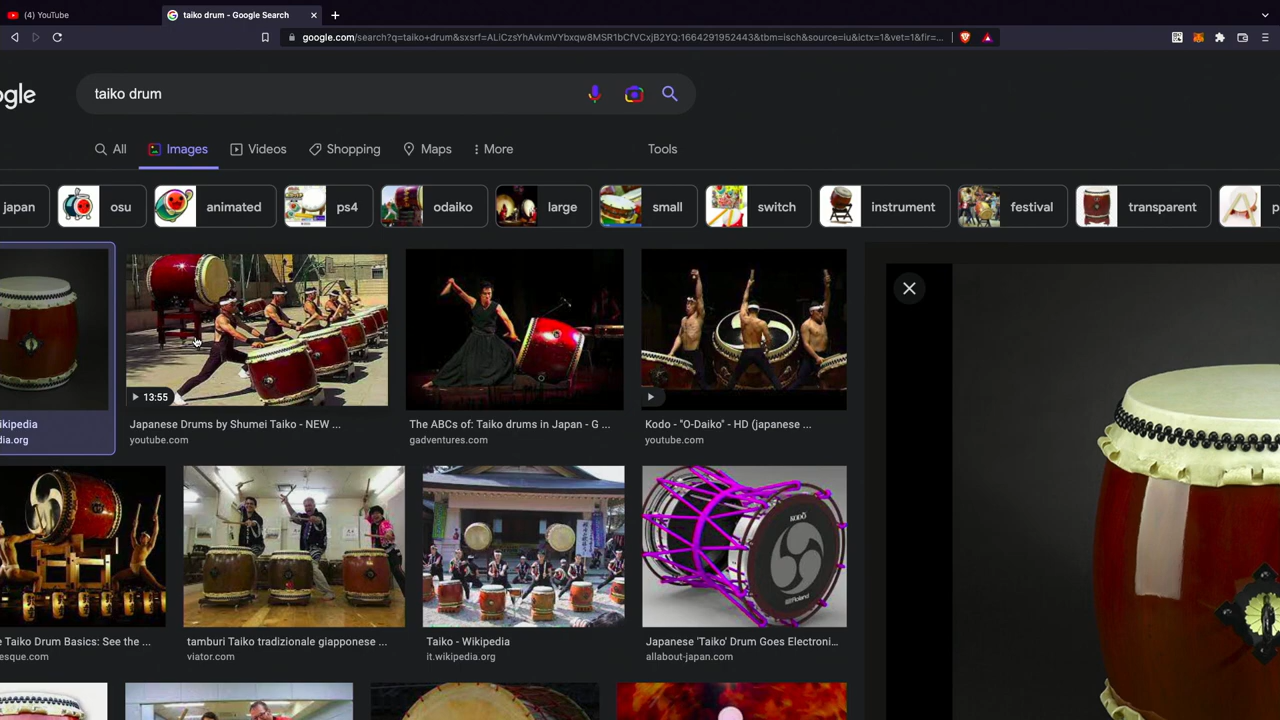 (4) YouTube
taiko drum - Google Search
google.com/search?q=taiko+drum&sxsrf=ALiCzsYhAvkmVYbxqw8MSR1bCfVCxjB2YQ:1664291952443&tbm=isch&source=iu&ictx=1&vet=1&fir=...
gle
taiko drum
All
Images
Videos
Shopping
Maps
More
Tools
japan
osu
animated
ps4
odaiko
large
small
switch
instrument
festival
transparent
p
13:55
ikipedia
dia.org
Japanese Drums by Shumei Taiko - NEW ...
youtube.com
The ABCs of: Taiko drums in Japan - G ...
gadventures.com
Kodo - "O-Daiko" - HD (japanese ...
youtube.com
Roland
e Taiko Drum Basics: See the ...
esque.com
tamburi Taiko tradizionale giapponese ...
viator.com
Taiko - Wikipedia
it.wikipedia.org
Japanese 'Taiko' Drum Goes Electroni...
allabout-japan.com